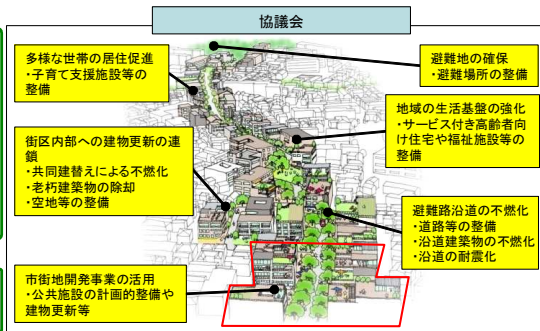 協議会
多様な世帯の居住促進
・子育て支援施設等の
整備
避難地の確保
・避難場所の整備
地域の生活基盤の強化
・サービス付き高齢者向
け住宅や福祉施設等の
整備
街区内部への建物更新の連
鎖
・共同建替えによる不燃化
・老朽建築物の除却
・空地等の整備
避難路沿道の不燃化
・道路等の整備
・沿道建築物の不燃化
・沿道の耐震化
市街地開発事業の活用
・公共施設の計画的整備や
建物更新等